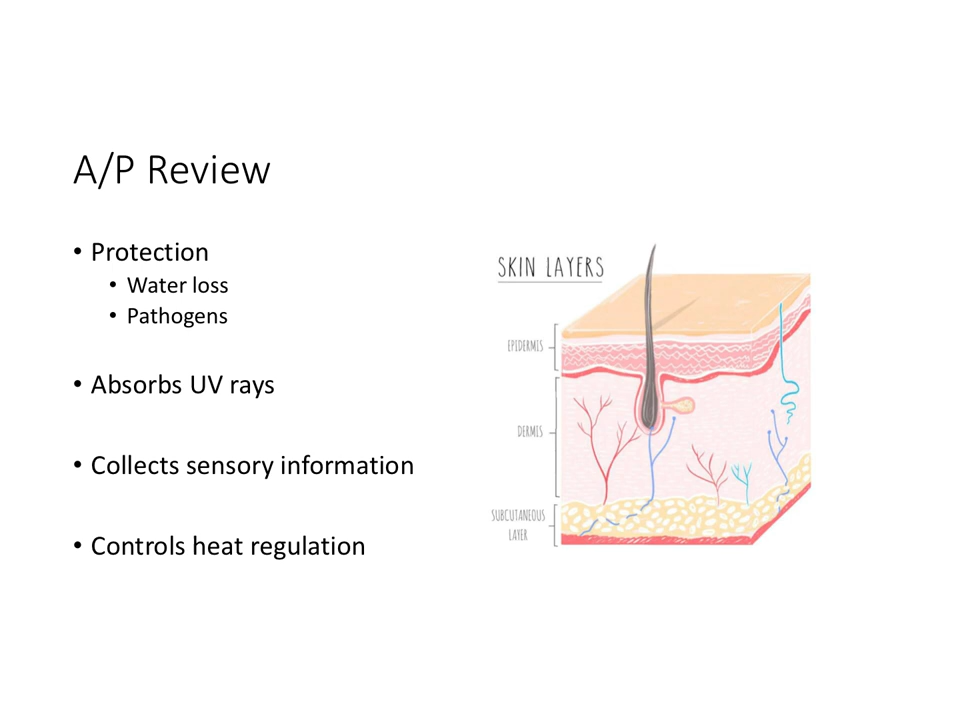 A/P Review
• Protection
• Water loss
• Pathogens
• Absorbs UV rays
• Collects sensory information
• Controls heat regulation
SKIN LAYERS
EPIDERMIS
DERMIS
SUBCUTANEOUS
LAYER